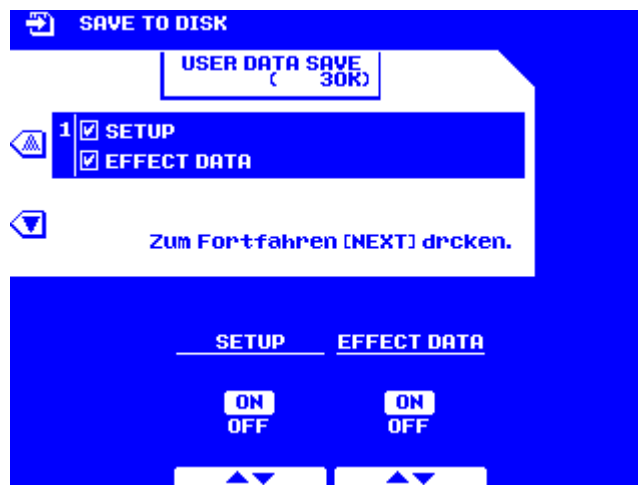 SAVE TO DISK
USER DATA SAVE
( 30K)
1 SETUP
EFFECT DATA
Zum Fortfahren [NEXT] drcken.
SETUP EFFECT DATA
ON ON
OFF OFF